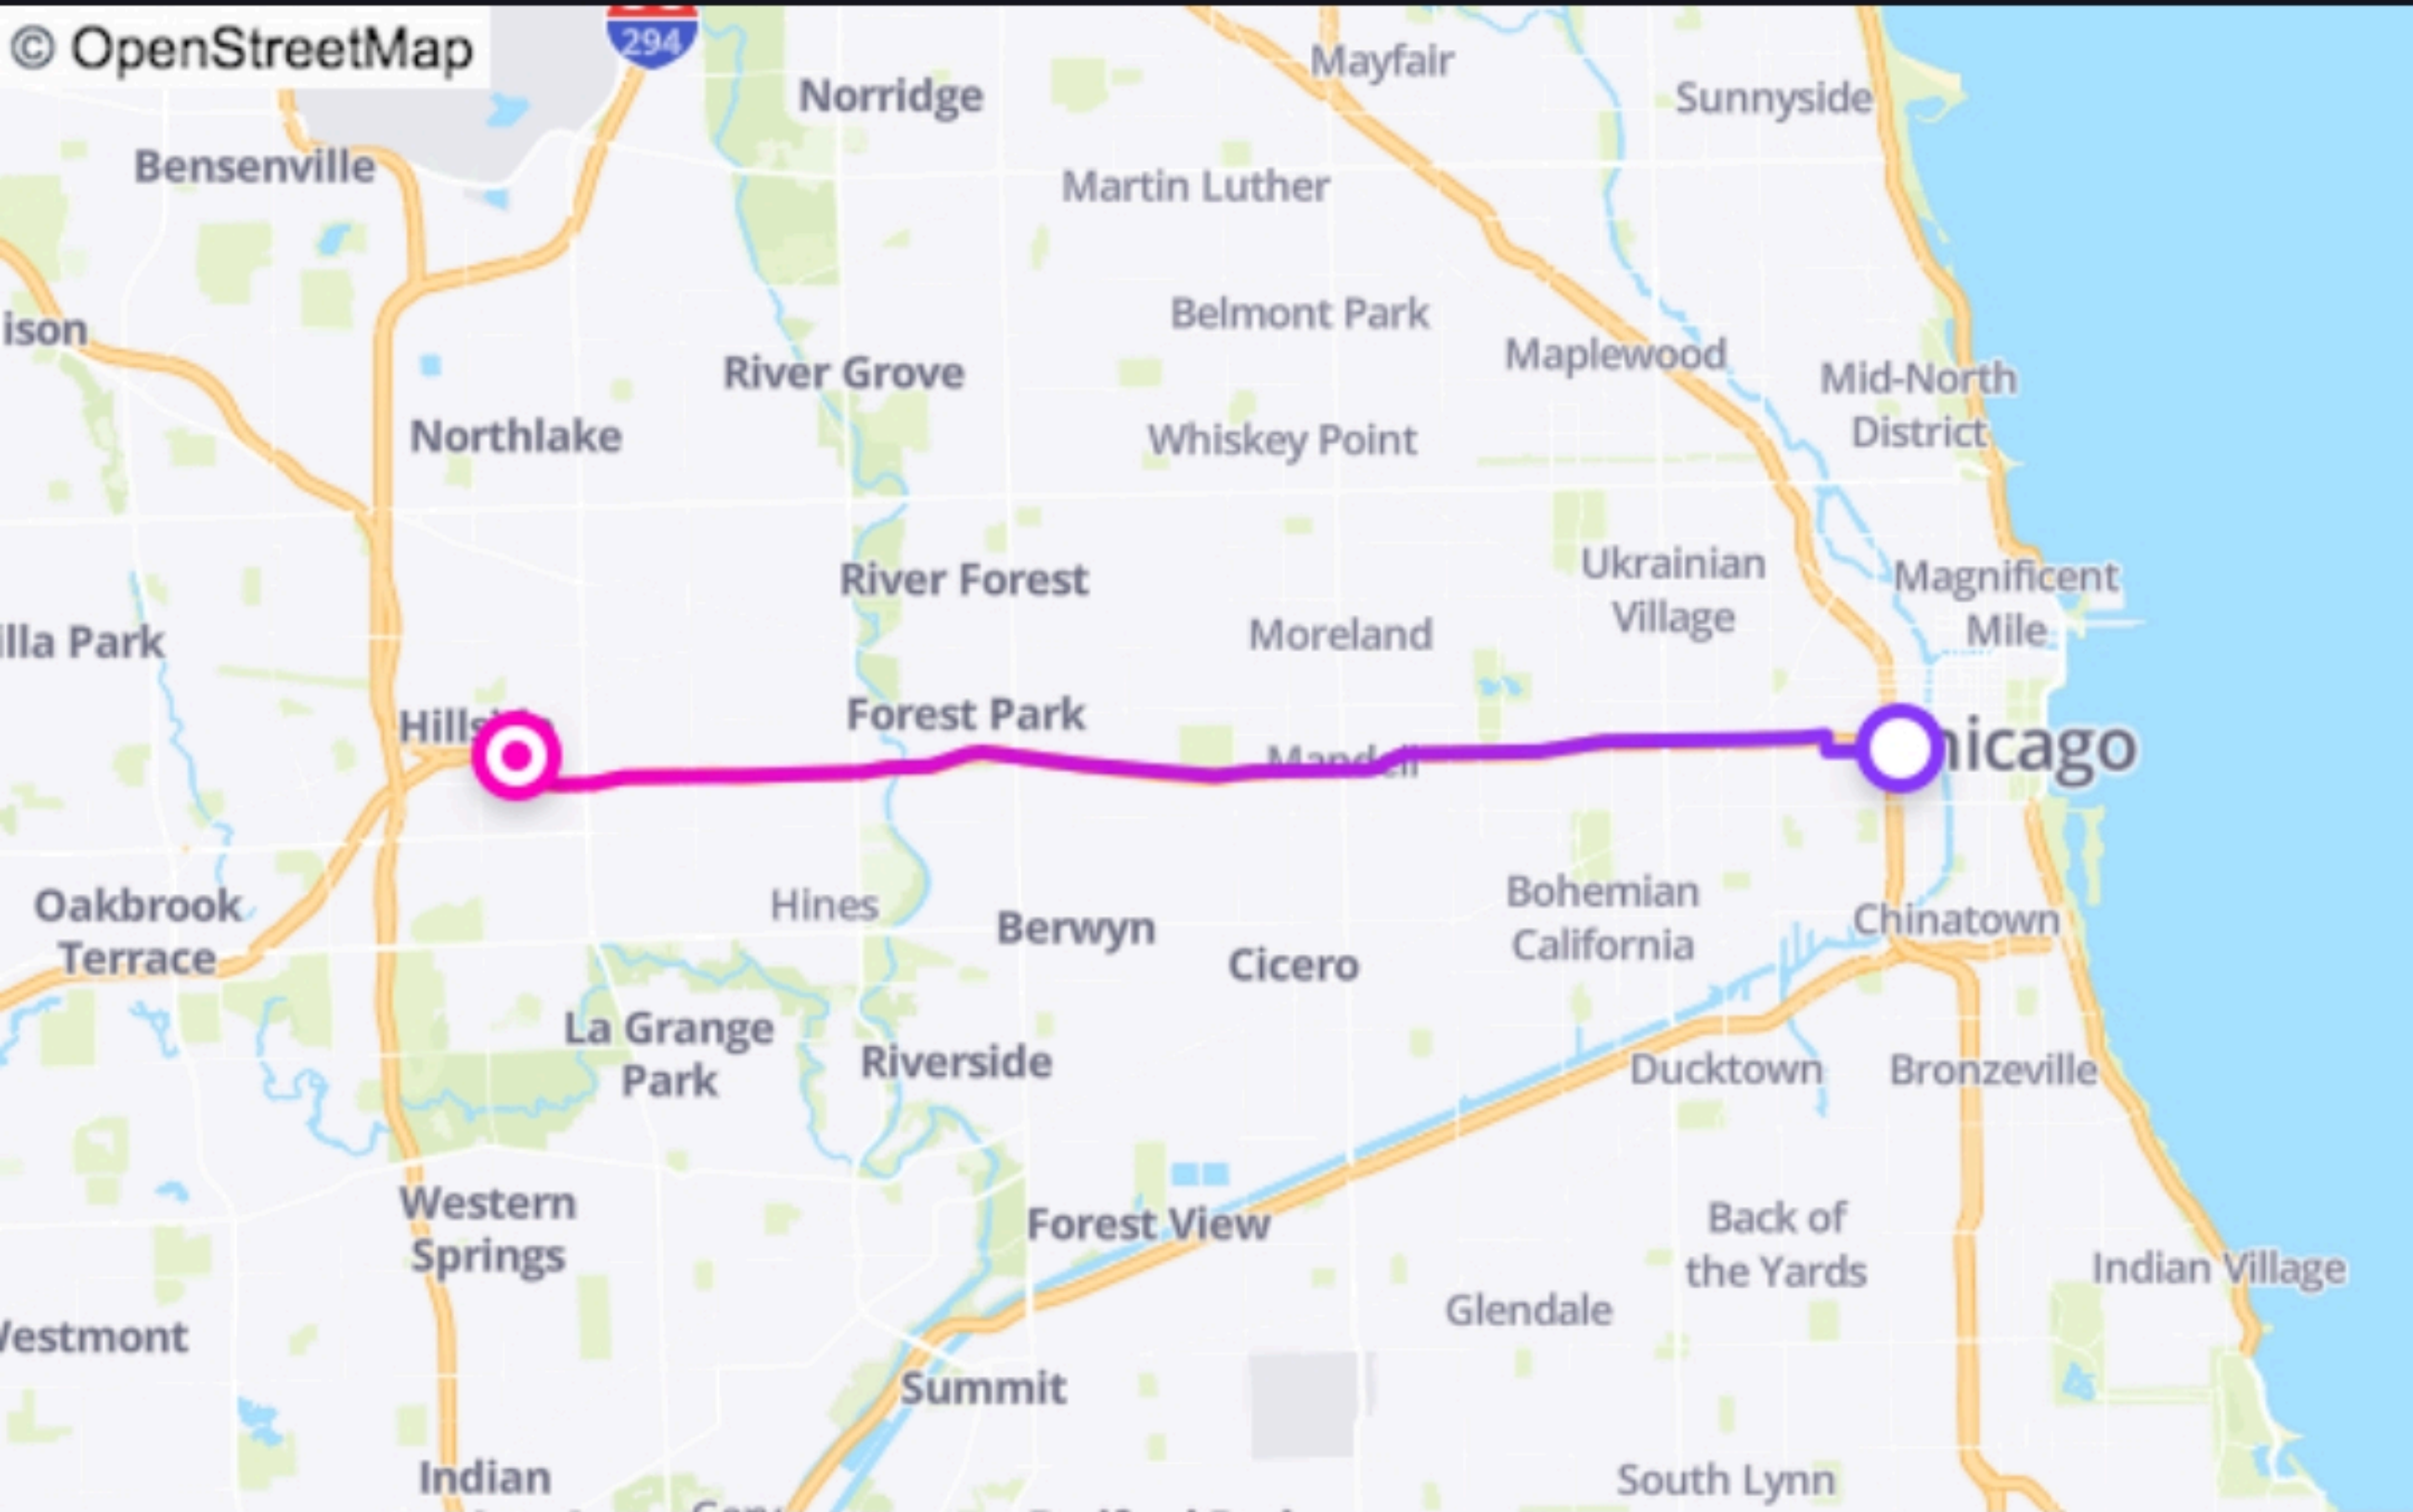 © OpenStreetMap
294
Mayfair
Norridge
Sunnyside
Bensenville
Martin Luther
Belmont Park
ison
Maplewood
River Grove
Mid-North
District
Northlake
Whiskey Point
Ukrainian
Village
River Forest
Magnificent
Mile
Moreland
illa Park
Forest Park
hicago
Bohemian
California
Oakbrook
Terrace
Hines
Berwyn
Chinatown
Cicero
La Grange
Park
Riverside
Ducktown
Bronzeville
Western
Springs
Forest View
Back of
the Yards
Indian Village
Glendale
Westmont
Summit
Indian
South Lynn